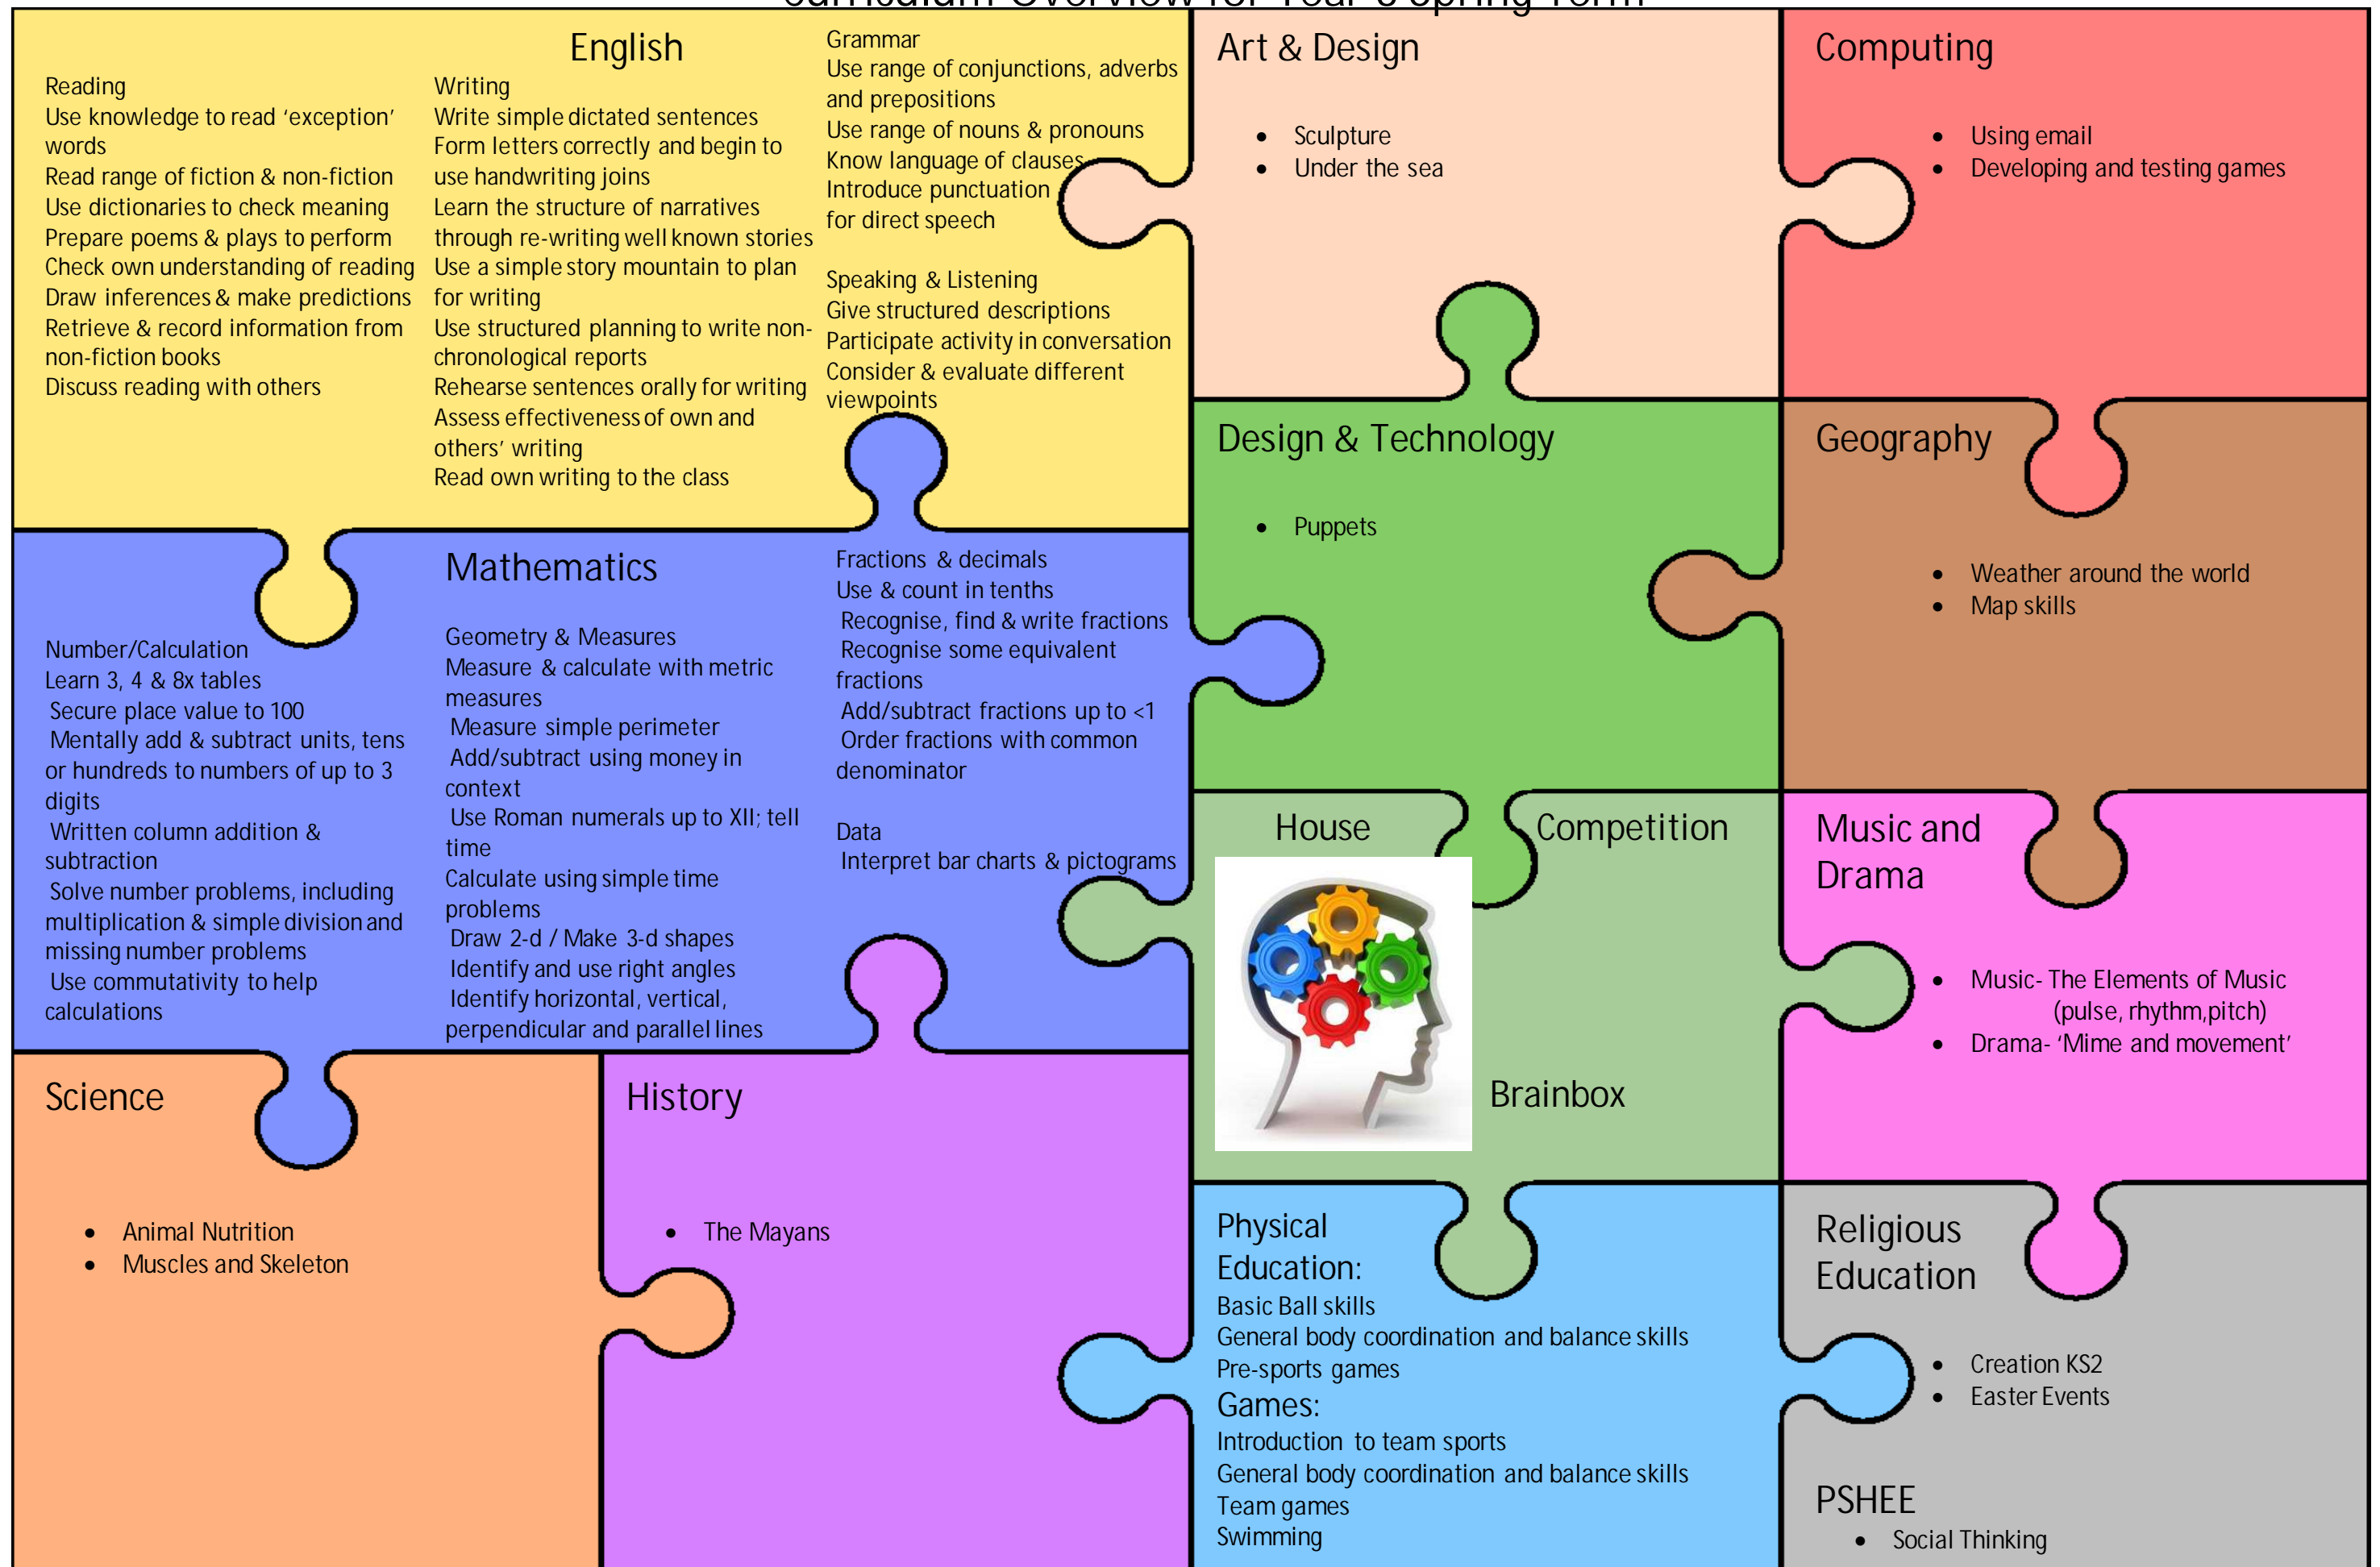 Curriculum Overview for Year 3 Spring Term
English
Reading
Use knowledge to read ‘exception’
words
Read range of fiction & non-fiction
Use dictionaries to check meaning
Prepare poems & plays to perform
Check own understanding of reading
Draw inferences & make predictions
Retrieve & record information from
non-fiction books
Discuss reading with others
Writing
Write simple dictated sentences
Form letters correctly and begin to
use handwriting joins
Learn the structure of narratives
through re-writing well known stories
Use a simple story mountain to plan
for writing
Use structured planning to write non-
chronological reports
Rehearse sentences orally for writing
Assess effectiveness of own and
others’ writing
Read own writing to the class
Grammar
Use range of conjunctions, adverbs
and prepositions
Use range of nouns & pronouns
Know language of clauses
Introduce punctuation
for direct speech
Speaking & Listening
Give structured descriptions
Participate activity in conversation
Consider & evaluate different
viewpoints
Art & Design
• Sculpture
• Under the sea
Computing
• Using email
• Developing and testing games
Mathematics
Number/Calculation
Learn 3, 4 & 8x tables
Secure place value to 100
Mentally add & subtract units, tens
or hundreds to numbers of up to 3
digits
Written column addition &
subtraction
Solve number problems, including
multiplication & simple division and
missing number problems
Use commutativity to help
calculations
Geometry & Measures
Measure & calculate with metric
measures
Measure simple perimeter
Add/subtract using money in
context
Use Roman numerals up to XII; tell
time
Calculate using simple time
problems
Draw 2-d / Make 3-d shapes
Identify and use right angles
Identify horizontal, vertical,
perpendicular and parallel lines
Fractions & decimals
Use & count in tenths
Recognise, find & write fractions
Recognise some equivalent
fractions
Add/subtract fractions up to <1
Order fractions with common
denominator
Data
Interpret bar charts & pictograms
Design & Technology
• Puppets
Geography
• Weather around the world
• Map skills
House Competition
Brainbox
Music and
Drama
• Music- The Elements of Music
(pulse, rhythm,pitch)
• Drama- ‘Mime and movement’
Science
• Animal Nutrition
• Muscles and Skeleton
History
• The Mayans
Physical
Education:
Basic Ball skills
General body coordination and balance skills
Pre-sports games
Games:
Introduction to team sports
General body coordination and balance skills
Team games
Swimming
Religious
Education
• Creation KS2
• Easter Events
PSHEE
• Social Thinking